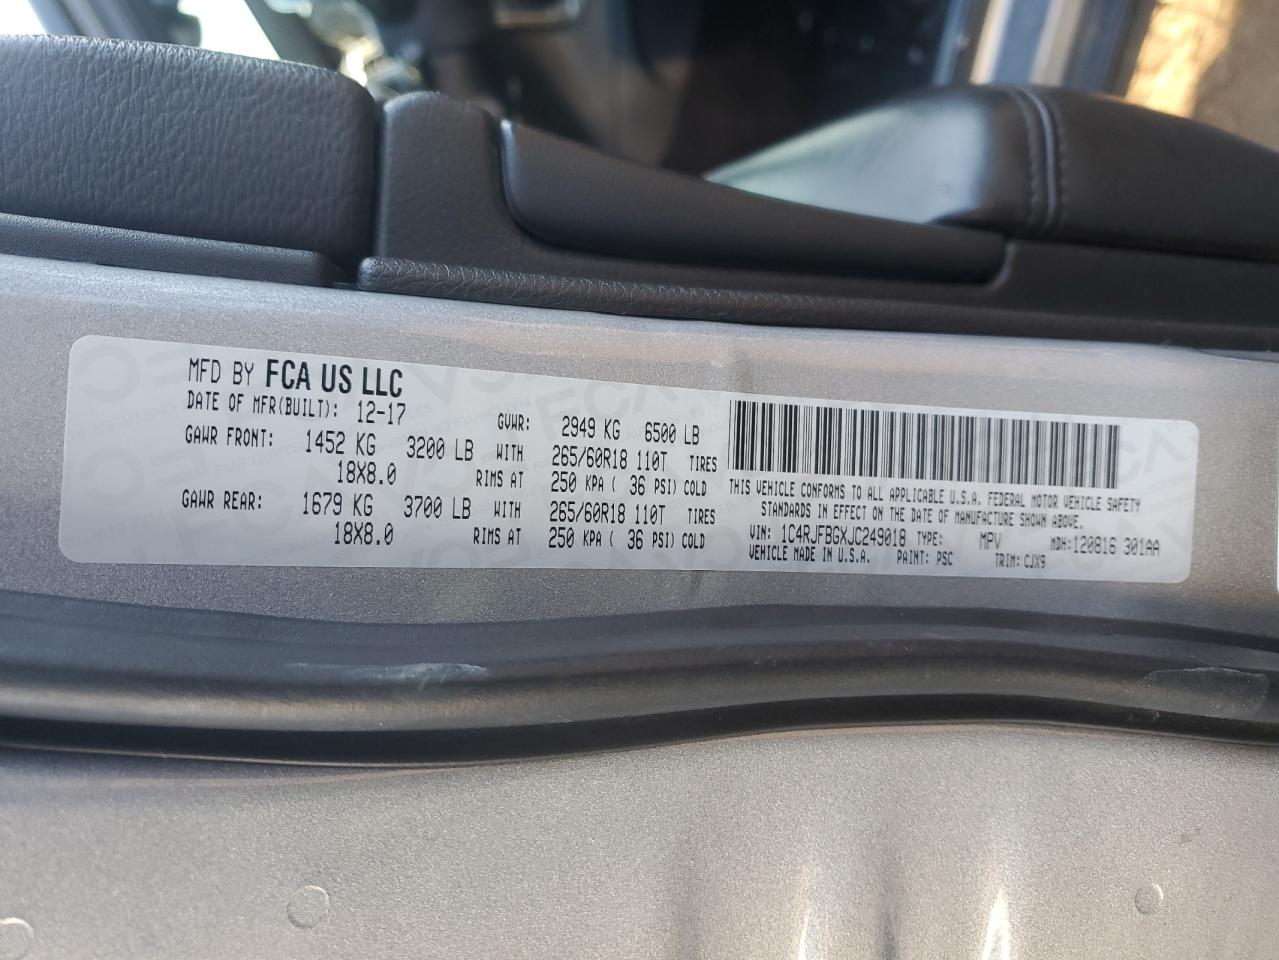 MFD BY FCA US LLC
DATE OF MFR(BUILT): 12-17 GVWR: 2949 KG 6500 LB
GAWR FRONT: 1452 KG 3200 LB WITH 265/60R18 110T TIRES
18X8.0 RIMS AT 250 KPA ( 36 PSI) COLD
GAWR REAR: 1679 KG 3700 LB WITH 265/60R18 110T TIRES
18X8.0 RIMS AT 250 KPA ( 36 PSI) COLD
THIS VEHICLE CONFORMS TO ALL APPLICABLE U.S.A. FEDERAL MOTOR VEHICLE SAFETY
STANDARDS IN EFFECT ON THE DATE OF MANUFACTURE SHOWN ABOVE.
VIN: 1C4RJFBGXJC249018 TYPE: MPV MDH:120816 301AA
VEHICLE MADE IN U.S.A. PAINT: PSC TRIM: CJX9